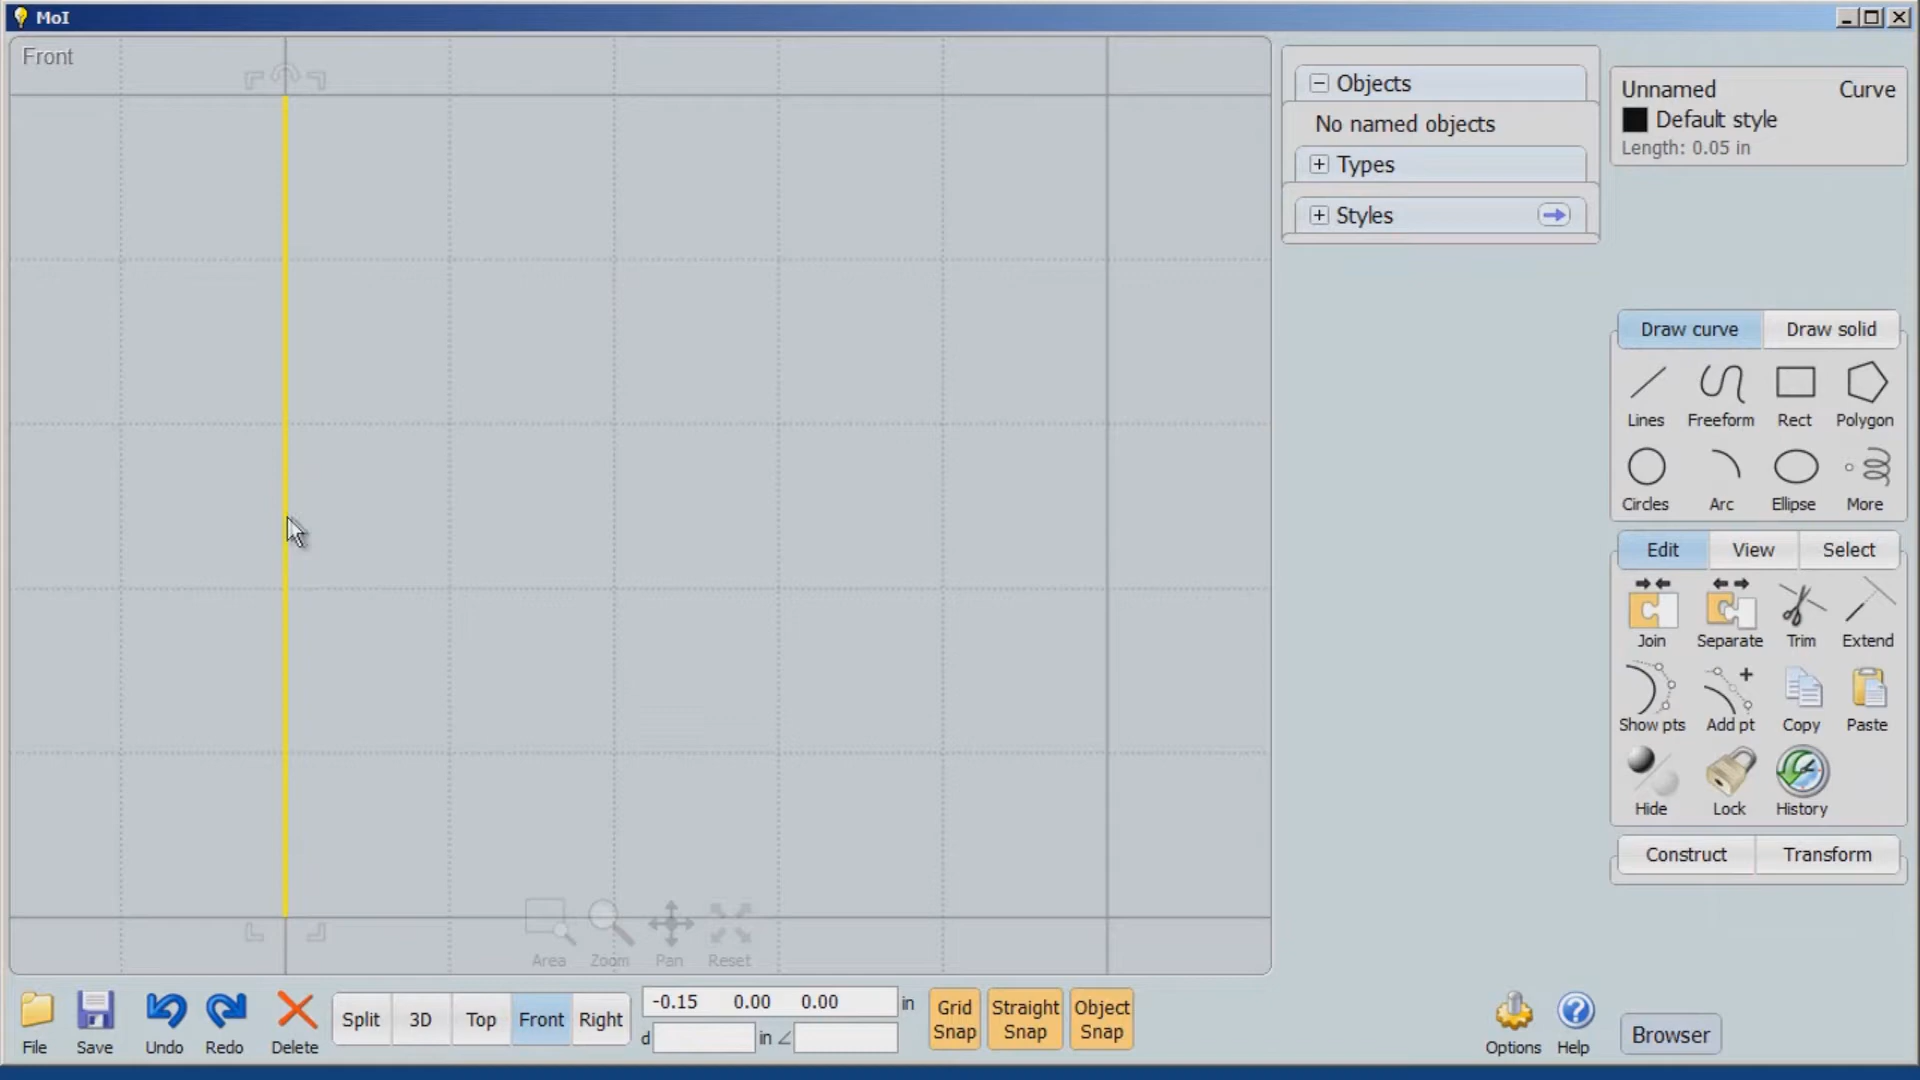 MoI
Front
Objects
No named objects
Types
Styles
Unnamed Curve
Default style
Length: 0.05 in
Draw curve Draw solid
Lines Freeform Rect Polygon
Circles Arc Ellipse More
Edit View Select
Join Separate Trim Extend
Show pts Add pt Copy Paste
Hide Lock History
Construct Transform
Area Zoom Pan Reset
File Save Undo Redo Delete
Split 3D Top Front Right
-0.15 0.00 0.00 in
d in ∠
Grid Snap
Straight Snap
Object Snap
Options Help
Browser